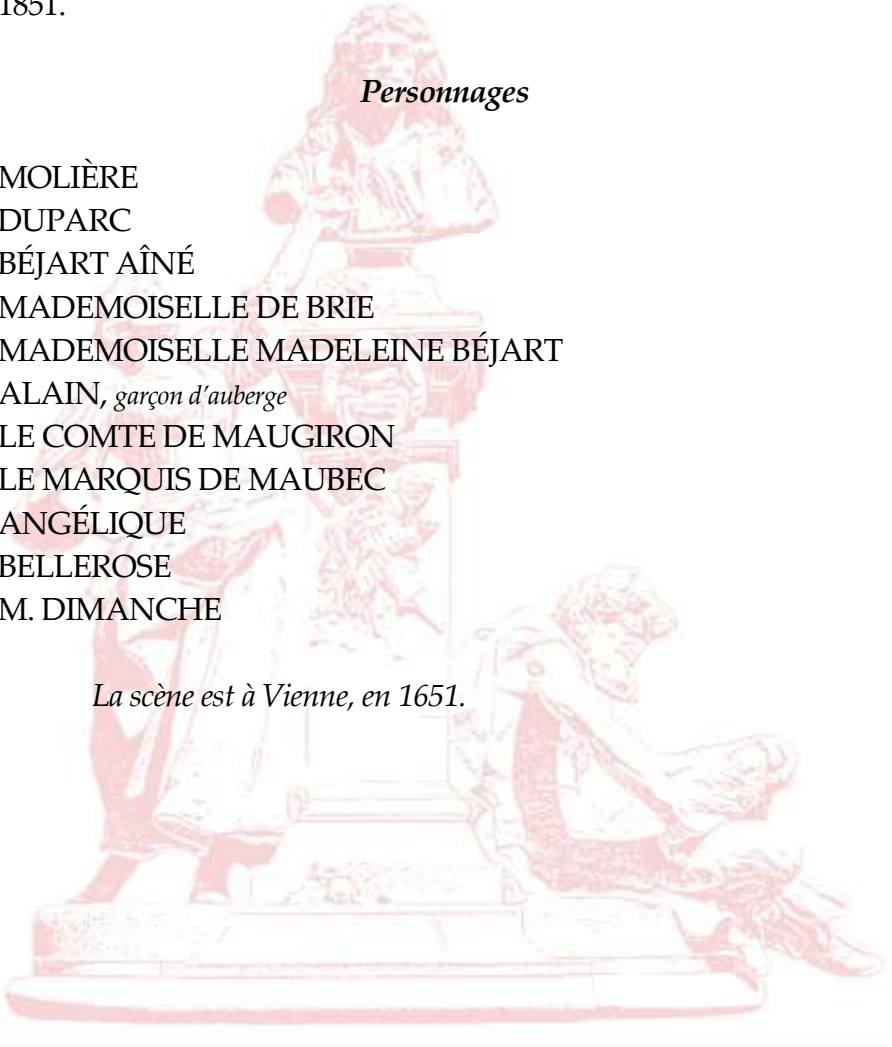 1851.
Personnages
MOLIÈRE
DUPARC
BÉJART AÎNÉ
MADEMOISELLE DE BRIE
MADEMOISELLE MADELEINE BÉJART
ALAIN, garçon d’auberge
LE COMTE DE MAUGIRON
LE MARQUIS DE MAUBEC
ANGÉLIQUE
BELLEROSE
M. DIMANCHE
La scène est à Vienne, en 1651.